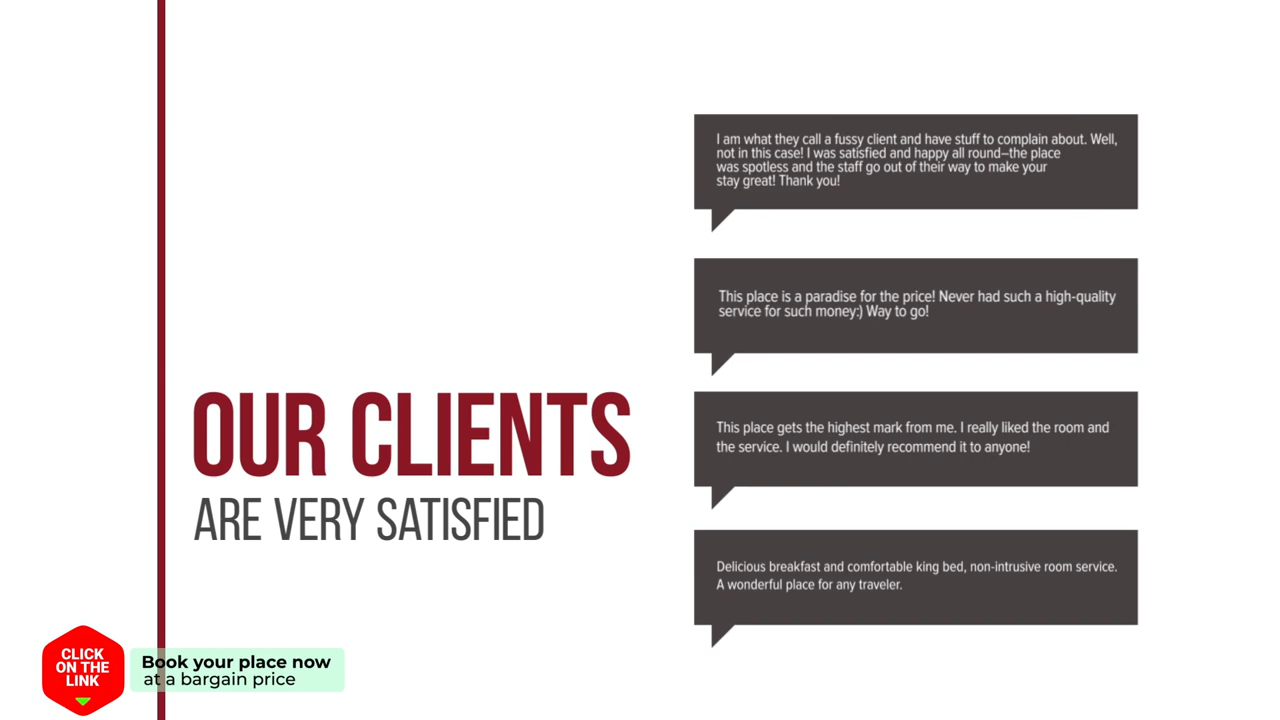 I am what they call a fussy client and have stuff to complain about. Well,
not in this case! I was satisfied and happy all round–the place
was spotless and the staff go out of their way to make your
stay great! Thank you!
This place is a paradise for the price! Never had such a high-quality
service for such money:) Way to go!
OUR CLIENTS
ARE VERY SATISFIED
This place gets the highest mark from me. I really liked the room and
the service. I would definitely recommend it to anyone!
Delicious breakfast and comfortable king bed, non-intrusive room service.
A wonderful place for any traveler.
CLICK
ON THE
LINK
Book your place now
at a bargain price